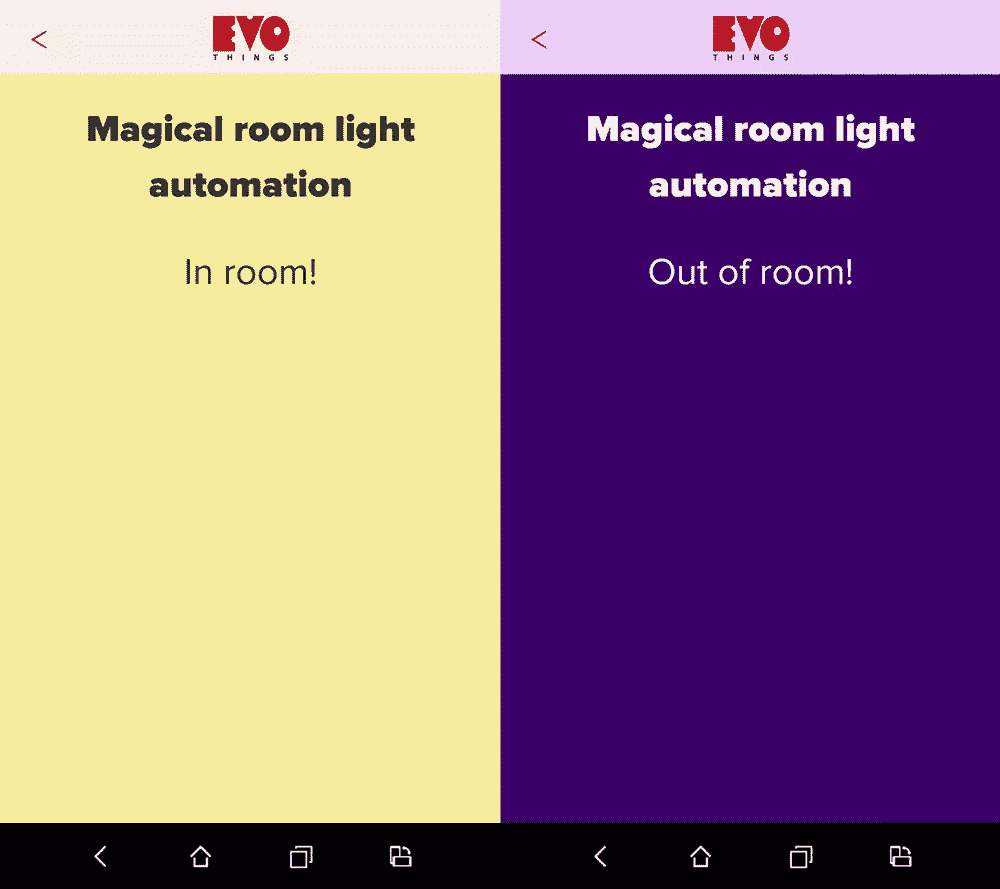 <
EVO
THINGS
Magical room light
automation
In room!
<
EVO
THINGS
Magical room light
automation
Out of room!